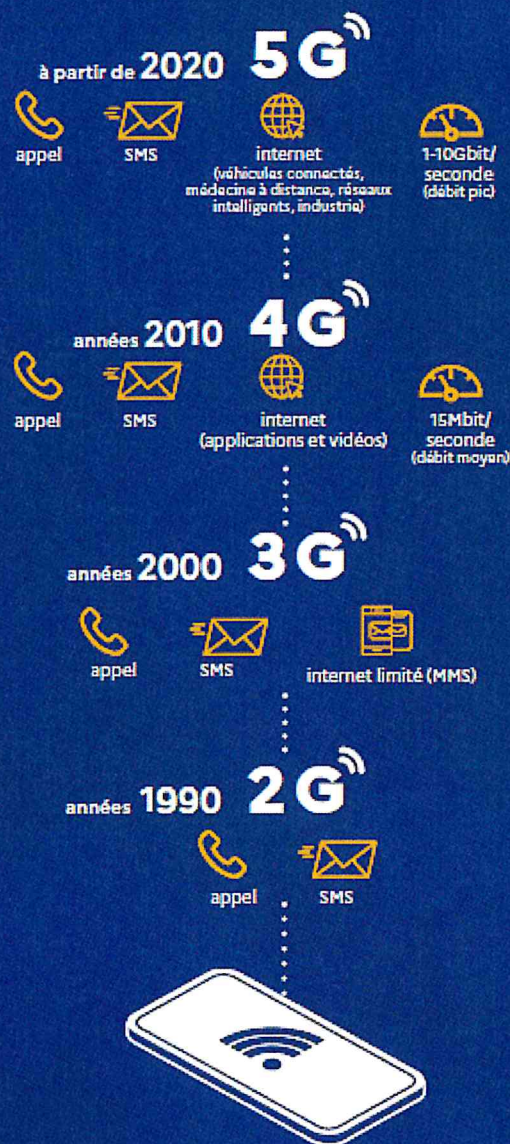 à partir de 2020 5G
appel
SMS
internet
(véhicules connectés,
médecine à distance, réseaux
intelligents, industrie)
1-10Gbit/
seconde
(débit pic)
années 2010 4G
appel
SMS
internet
(applications et vidéos)
15Mbit/
seconde
(débit moyen)
années 2000 3G
appel
SMS
internet limité (MMS)
années 1990 2G
appel
SMS